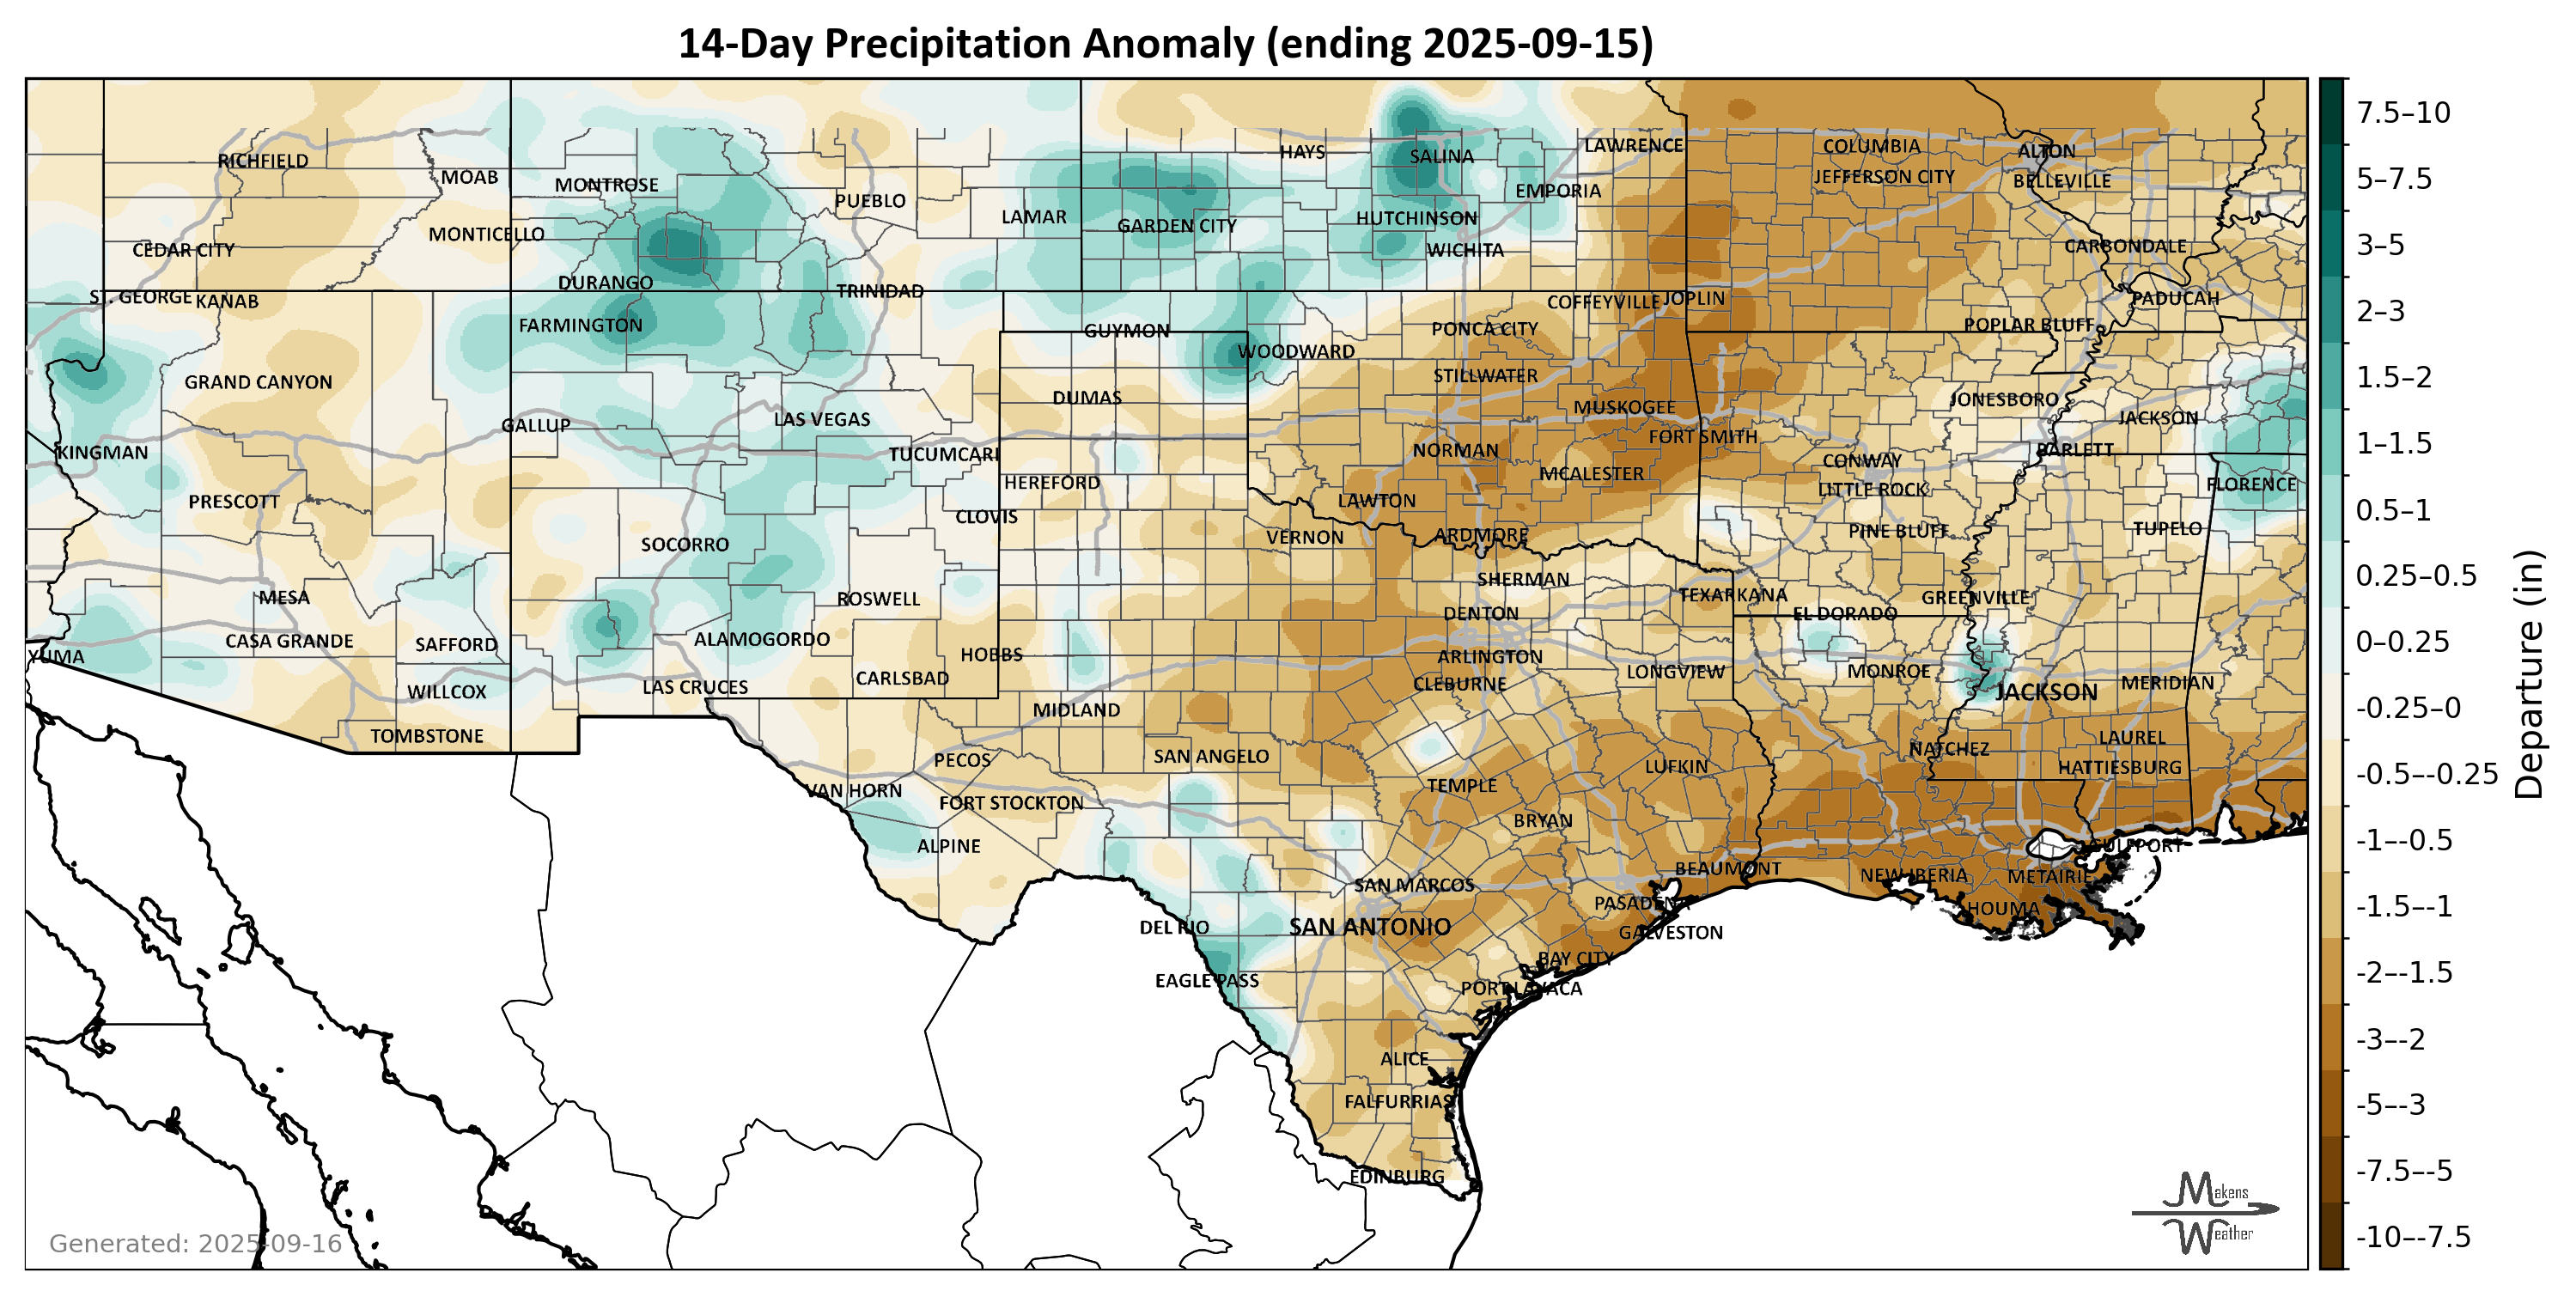 14-Day Precipitation Anomaly (ending 2025-09-15)
HAYS
SALINA
LAWRENCE
COLUMBIA
ALTON
RICHFIELD
MOAB
MONTROSE
EMPORIA
JEFFERSON CITY
BELLEVILLE
PUEBLO
LAMAR
GARDEN CITY
HUTCHINSON
MONTICELLO
CEDAR CITY
WICHITA
CARBONDALE
DURANGO
TRINIDAD
ST. GEORGE
KANAB
COFFEYVILLE
JOPLIN
PADUCAH
FARMINGTON
GUYMON
PONCA CITY
POPLAR BLUFF
WOODWARD
GRAND CANYON
STILLWATER
DUMAS
MUSKOGEE
JONESBORO
LAS VEGAS
JACKSON
GALLUP
FORT SMITH
KINGMAN
TUCUMCARI
NORMAN
BARLETT
CONWAY
HEREFORD
MCALESTER
LITTLE ROCK
FLORENCE
PRESCOTT
LAWTON
CLOVIS
VERNON
ARDMORE
PINE BLUFF
TUPELO
SOCORRO
SHERMAN
MESA
ROSWELL
TEXARKANA
GREENVILLE
DENTON
EL DORADO
CASA GRANDE
SAFFORD
ALAMOGORDO
YUMA
HOBBS
ARLINGTON
LONGVIEW
MONROE
CARLSBAD
CLEBURNE
MERIDIAN
WILLCOX
LAS CRUCES
JACKSON
MIDLAND
TOMBSTONE
SAN ANGELO
NATCHEZ
LAUREL
PECOS
LUFKIN
HATTIESBURG
VAN HORN
FORT STOCKTON
TEMPLE
BRYAN
ALPINE
GULFPORT
BEAUMONT
SAN MARCOS
NEW IBERIA
METAIRIE
PASADENA
HOUMA
DEL RIO
SAN ANTONIO
GALVESTON
BAY CITY
EAGLE PASS
PORT LAVACA
ALICE
FALFURRIAS
EDINBURG
Generated: 2025-09-16
Makens
Weather
7.5–10
5–7.5
3–5
2–3
1.5–2
1–1.5
0.5–1
0.25–0.5
0–0.25
-0.25–0
-0.5–-0.25
-1–-0.5
-1.5–-1
-2–-1.5
-3–-2
-5–-3
-7.5–-5
-10–-7.5
Departure (in)